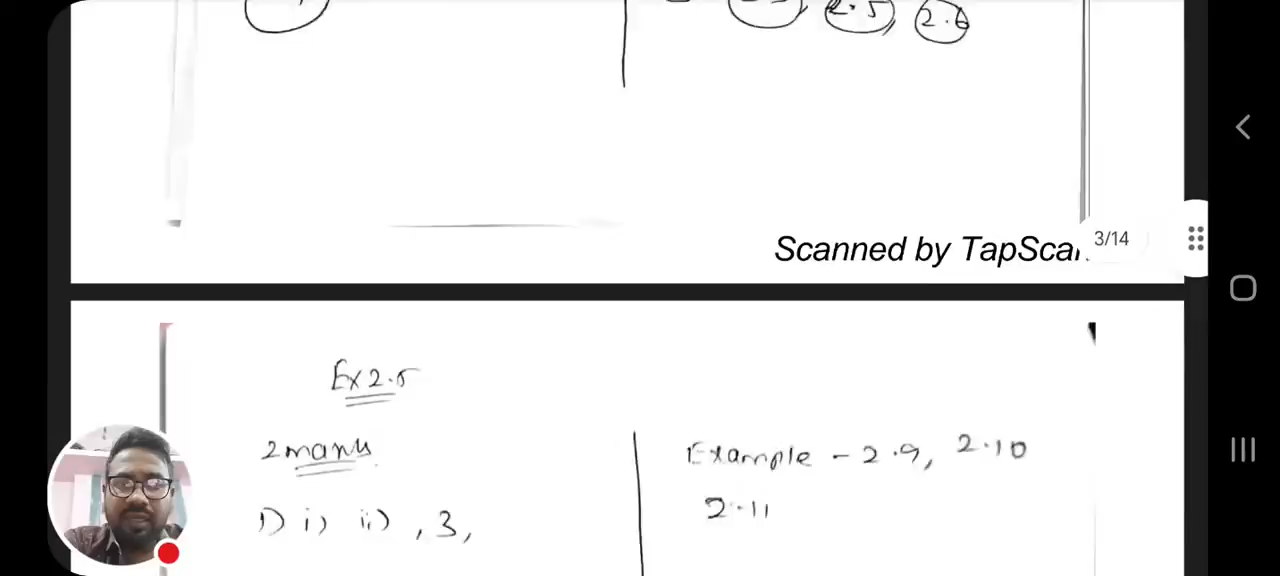 2.5, 2.6
Scanned by TapScan
3/14
Ex 2.5
2 marks
Example - 2.9, 2.10
2.11
1) i) ii), 3,